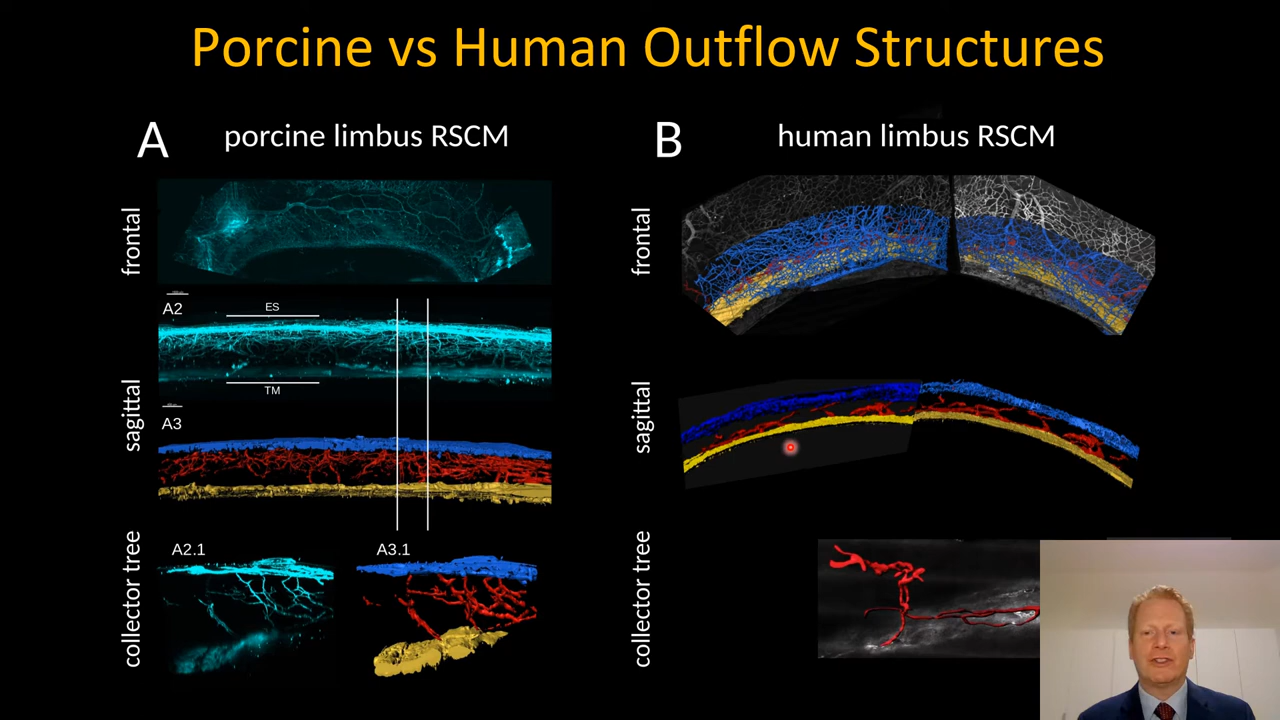 Porcine vs Human Outflow Structures
A
porcine limbus RSCM
B
human limbus RSCM
frontal
frontal
A2
ES
TM
sagittal
sagittal
A3
collector tree
collector tree
A2.1
A3.1